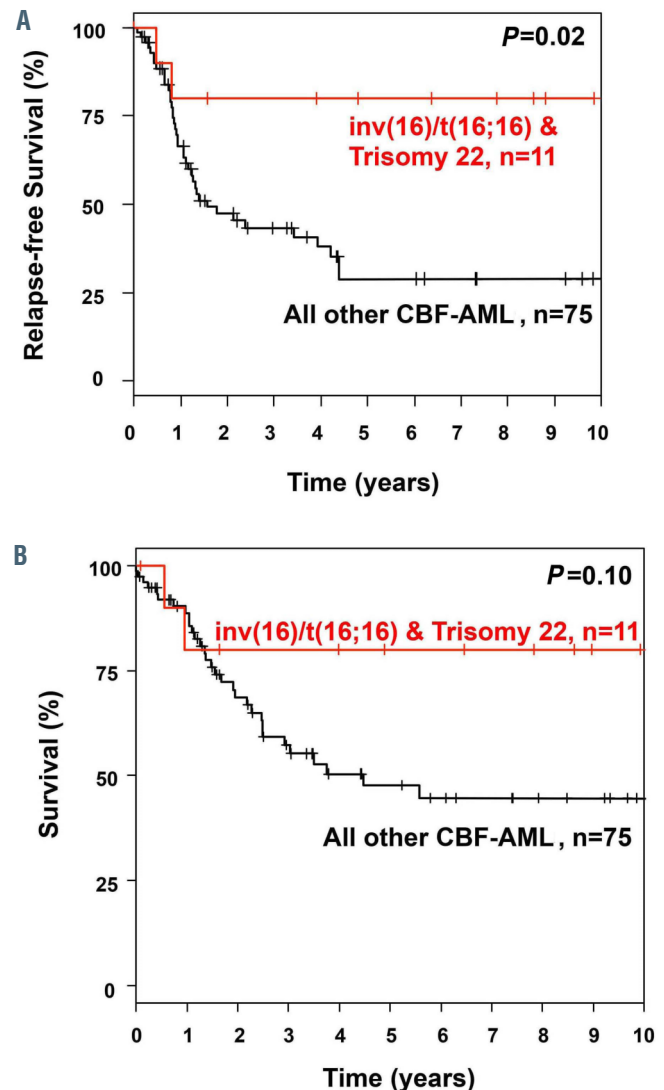 A
P=0.02
100
75
50
25
0
Relapse-free Survival (%)
inv(16)/t(16;16) &
Trisomy 22, n=11
All other CBF-AML, n=75
0 1 2 3 4 5 6 7 8 9 10
Time (years)
B
P=0.10
100
75
50
25
0
Survival (%)
inv(16)/t(16;16) & Trisomy 22, n=11
All other CBF-AML, n=75
0 1 2 3 4 5 6 7 8 9 10
Time (years)